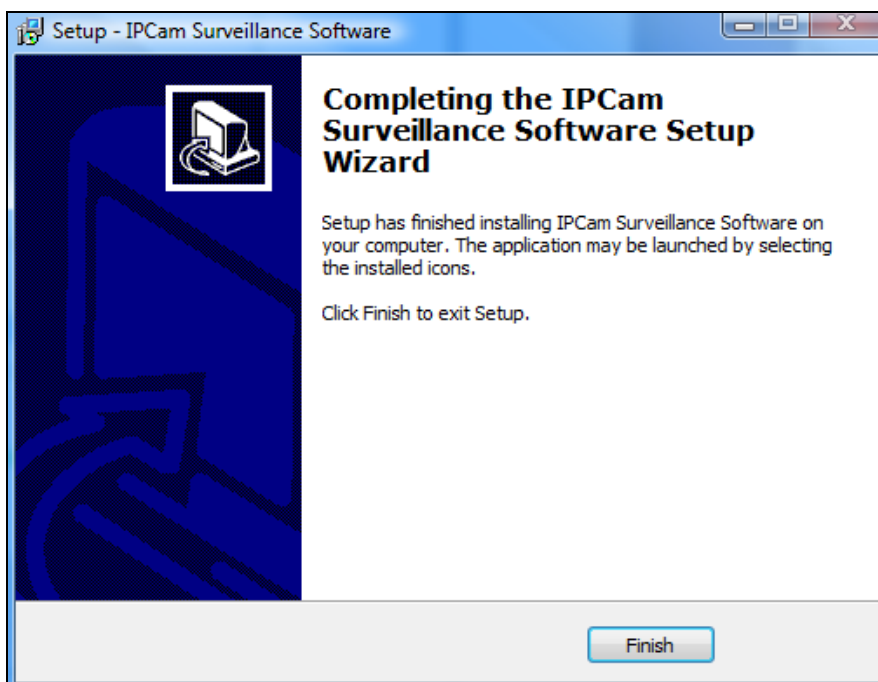 Setup - IPCam Surveillance Software
Completing the IPCam
Surveillance Software Setup
Wizard
Setup has finished installing IPCam Surveillance Software on
your computer. The application may be launched by selecting
the installed icons.
Click Finish to exit Setup.
Finish